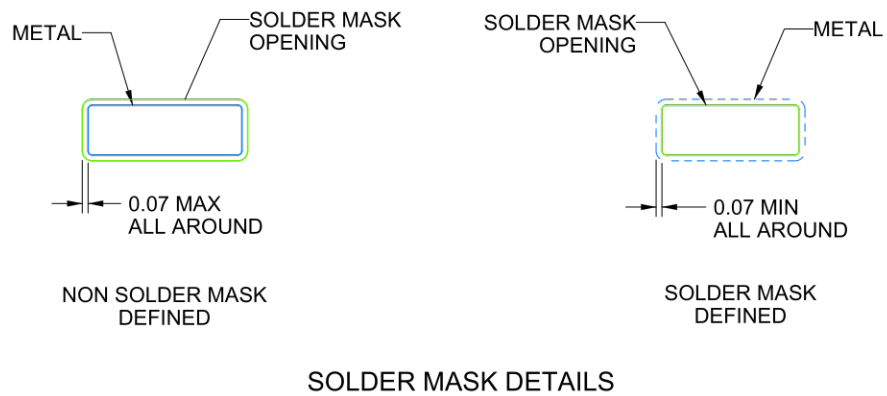 METAL
SOLDER MASK
OPENING
0.07 MAX
ALL AROUND
NON SOLDER MASK
DEFINED
SOLDER MASK
OPENING
METAL
0.07 MIN
ALL AROUND
SOLDER MASK
DEFINED
SOLDER MASK DETAILS